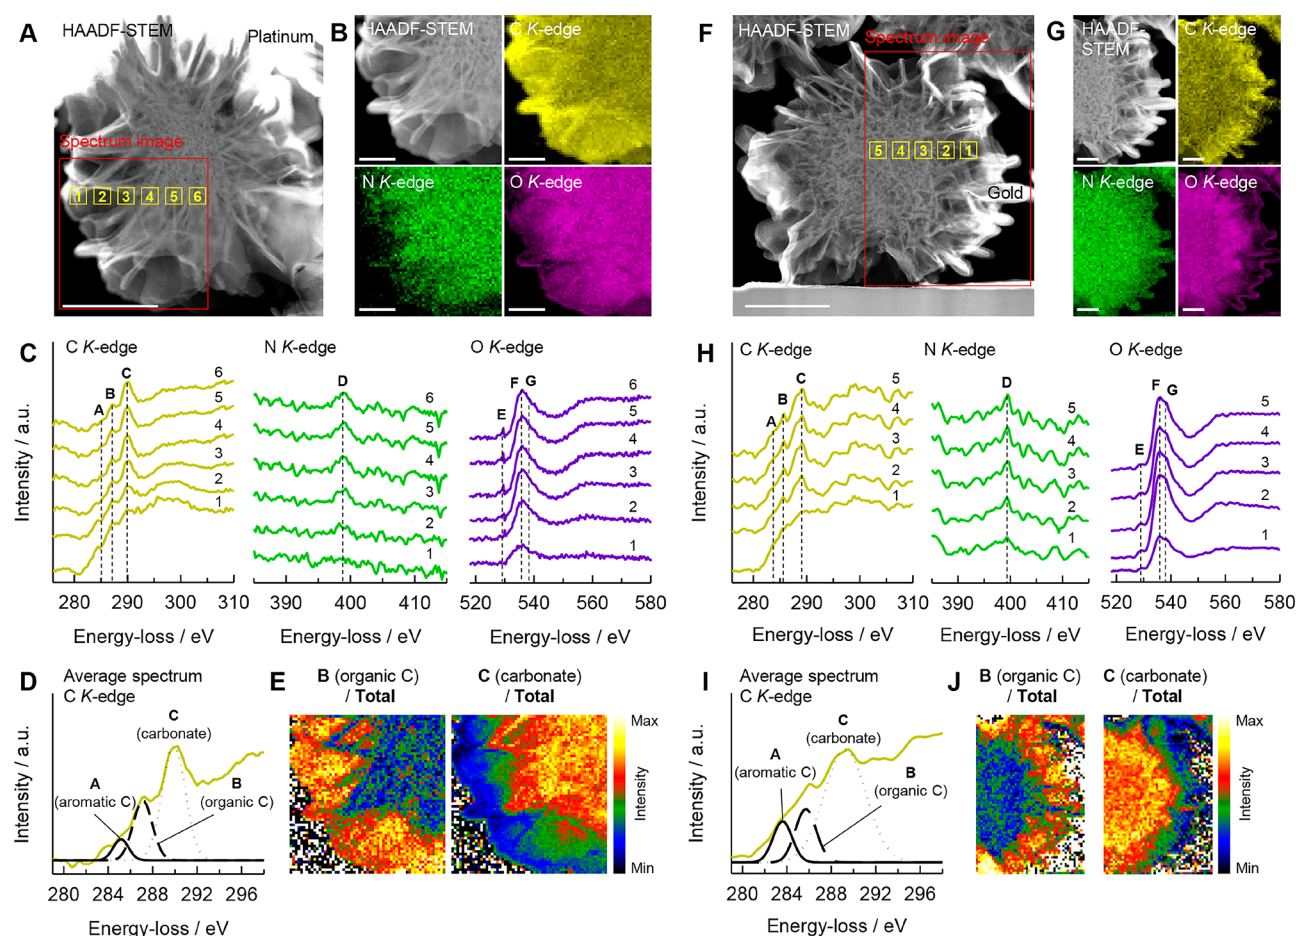 A
HAADF-STEM
Platinum
Spectrum image
1 2 3 4 5 6
B
HAADF-STEM
C K-edge
N K-edge
O K-edge
F
HAADF-STEM
Spectrum image
5 4 3 2 1
Gold
G
HAADF-
STEM
C K-edge
N K-edge
O K-edge
C
C K-edge
N K-edge
O K-edge
Intensity / a.u.
A B C
6
5
4
3
2
1
D
6
5
4
3
2
1
E F G
6
5
4
3
2
1
280 290 300 310
390 400 410
520 540 560 580
Energy-loss / eV
Energy-loss / eV
Energy-loss / eV
H
C K-edge
N K-edge
O K-edge
Intensity / a.u.
A B C
5
4
3
2
1
D
5
4
3
2
1
E F G
5
4
3
2
1
280 290 300 310
390 400 410
520 540 560 580
Energy-loss / eV
Energy-loss / eV
Energy-loss / eV
D
Average spectrum
C K-edge
Intensity / a.u.
C
(carbonate)
A
(aromatic C)
B
(organic C)
280 284 288 292 296
Energy-loss / eV
E
B (organic C)
/ Total
C (carbonate)
/ Total
Max
Intensity
Min
I
Average spectrum
C K-edge
Intensity / a.u.
C
(carbonate)
A
(aromatic C)
B
(organic C)
280 284 288 292 296
Energy-loss / eV
J
B (organic C)
/ Total
C (carbonate)
/ Total
Max
Intensity
Min